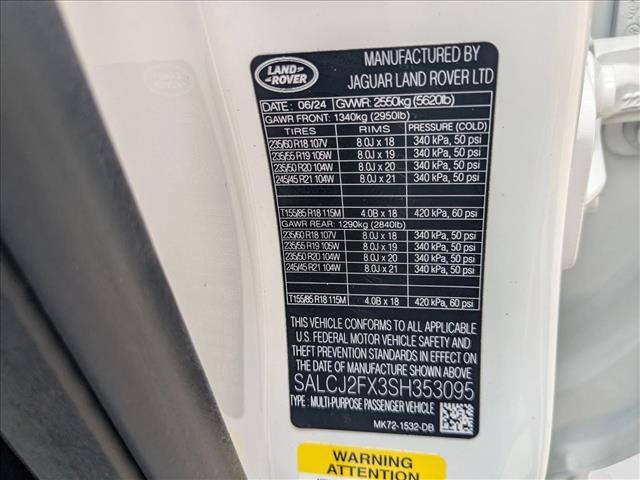 LAND
ROVER
MANUFACTURED BY
JAGUAR LAND ROVER LTD
DATE : 06/24 GVWR: 2550kg (5620lb)
GAWR FRONT: 1340kg (2950lb)
TIRES RIMS PRESSURE (COLD)
235/60 R18 107V 8.0J x 18 340 kPa, 50 psi
235/55 R19 105W 8.0J x 19 340 kPa, 50 psi
235/50 R20 104W 8.0J x 20 340 kPa, 50 psi
245/45 R21 104W 8.0J x 21 340 kPa, 50 psi
T155/85 R18 115M 4.0B x 18 420 kPa, 60 psi
GAWR REAR: 1290kg (2840lb)
235/60 R18 107V 8.0J x 18 340 kPa, 50 psi
235/55 R19 105W 8.0J x 19 340 kPa, 50 psi
235/50 R20 104W 8.0J x 20 340 kPa, 50 psi
245/45 R21 104W 8.0J x 21 340 kPa, 50 psi
T155/85 R18 115M 4.0B x 18 420 kPa, 60 psi
THIS VEHICLE CONFORMS TO ALL APPLICABLE
U.S. FEDERAL MOTOR VEHICLE SAFETY AND
THEFT PREVENTION STANDARDS IN EFFECT ON
THE DATE OF MANUFACTURE SHOWN ABOVE
SALCJ2FX3SH353095
TYPE : MULTI-PURPOSE PASSENGER VEHICLE
MK72-1532-DB
WARNING
ATTENTION